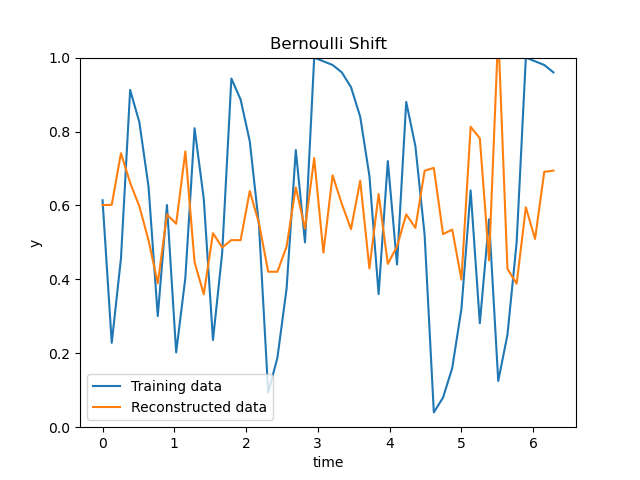 Bernoulli Shift
1.0
0.8
0.6
0.4
0.2
0.0
y
Training data
Reconstructed data
0 1 2 3 4 5 6
time